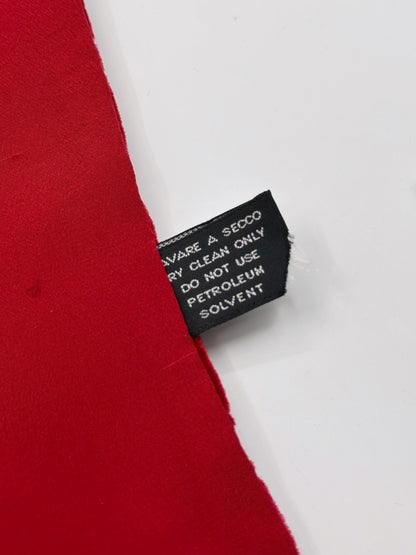 AVARE A SECCO
RY CLEAN ONLY
DO NOT USE
PETROLEUM
SOLVENT